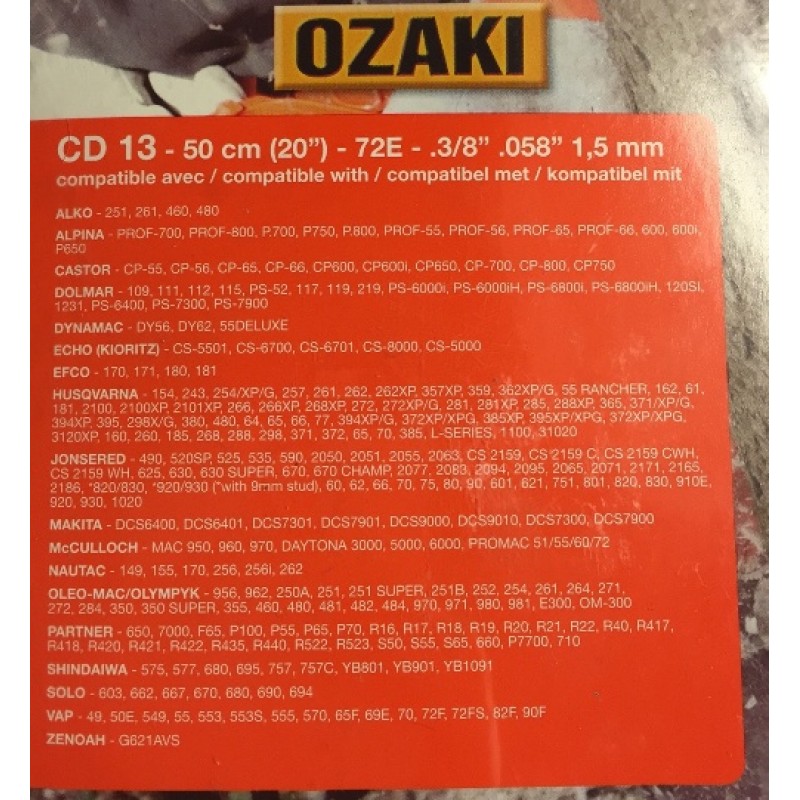 OZAKI
CD 13 - 50 cm (20") - 72E - .3/8" .058" 1,5 mm
compatible avec / compatible with / compatibel met / kompatibel mit
ALKO - 251, 261, 460, 480
ALPINA - PROF-700, PROF-800, P.700, P750, P.800, PROF-55, PROF-56, PROF-65, PROF-66, 600, 600i,
P650
CASTOR - CP-55, CP-56, CP-65, CP-66, CP600, CP600i, CP650, CP-700, CP-800, CP750
DOLMAR - 109, 111, 112, 115, PS-52, 117, 119, 219, PS-6000i, PS-6000iH, PS-6800i, PS-6800iH, 120SI,
1231, PS-6400, PS-7300, PS-7900
DYNAMAC - DY56, DY62, 55DELUXE
ECHO (KIORITZ) - CS-5501, CS-6700, CS-6701, CS-8000, CS-5000
EFCO - 170, 171, 180, 181
HUSQVARNA - 154, 243, 254/XP/G, 257, 261, 262, 262XP, 357XP, 359, 362XP/G, 55 RANCHER, 162, 61,
181, 2100, 2100XP, 2101XP, 266, 266XP, 268XP, 272, 272XP/G, 281, 281XP, 285, 288XP, 365, 371/XP/G,
394XP, 395, 298X/G, 380, 480, 64, 65, 66, 77, 394XP/G, 372XP/XPG, 385XP, 395XP/XPG, 372XP/XPG,
3120XP, 160, 260, 185, 268, 288, 298, 371, 372, 65, 70, 385, L-SERIES, 1100, 31020
JONSERED - 490, 520SP, 525, 535, 590, 2050, 2051, 2055, 2063, CS 2159, CS 2159 C, CS 2159 CWH,
CS 2159 WH, 625, 630, 630 SUPER, 670, 670 CHAMP, 2077, 2083, 2094, 2095, 2065, 2071, 2171, 2165,
2186, *820/830, *920/930 (*with 9mm stud), 60, 62, 66, 70, 75, 80, 90, 601, 621, 751, 801, 820, 830, 910E,
920, 930, 1020
MAKITA - DCS6400, DCS6401, DCS7301, DCS7901, DCS9000, DCS9010, DCS7300, DCS7900
McCULLOCH - MAC 950, 960, 970, DAYTONA 3000, 5000, 6000, PROMAC 51/55/60/72
NAUTAC - 149, 155, 170, 256, 256i, 262
OLEO-MAC/OLYMPYK - 956, 962, 250A, 251, 251 SUPER, 251B, 252, 254, 261, 264, 271,
272, 284, 350, 350 SUPER, 355, 460, 480, 481, 482, 484, 970, 971, 980, 981, E300, OM-300
PARTNER - 650, 7000, F65, P100, P55, P65, P70, R16, R17, R18, R19, R20, R21, R22, R40, R417,
R418, R420, R421, R422, R435, R440, R522, R523, S50, S55, S65, 660, P7700, 710
SHINDAIWA - 575, 577, 680, 695, 757, 757C, YB801, YB901, YB1091
SOLO - 603, 662, 667, 670, 680, 690, 694
VAP - 49, 50E, 549, 55, 553, 553S, 555, 570, 65F, 69E, 70, 72F, 72FS, 82F, 90F
ZENOAH - G621AVS